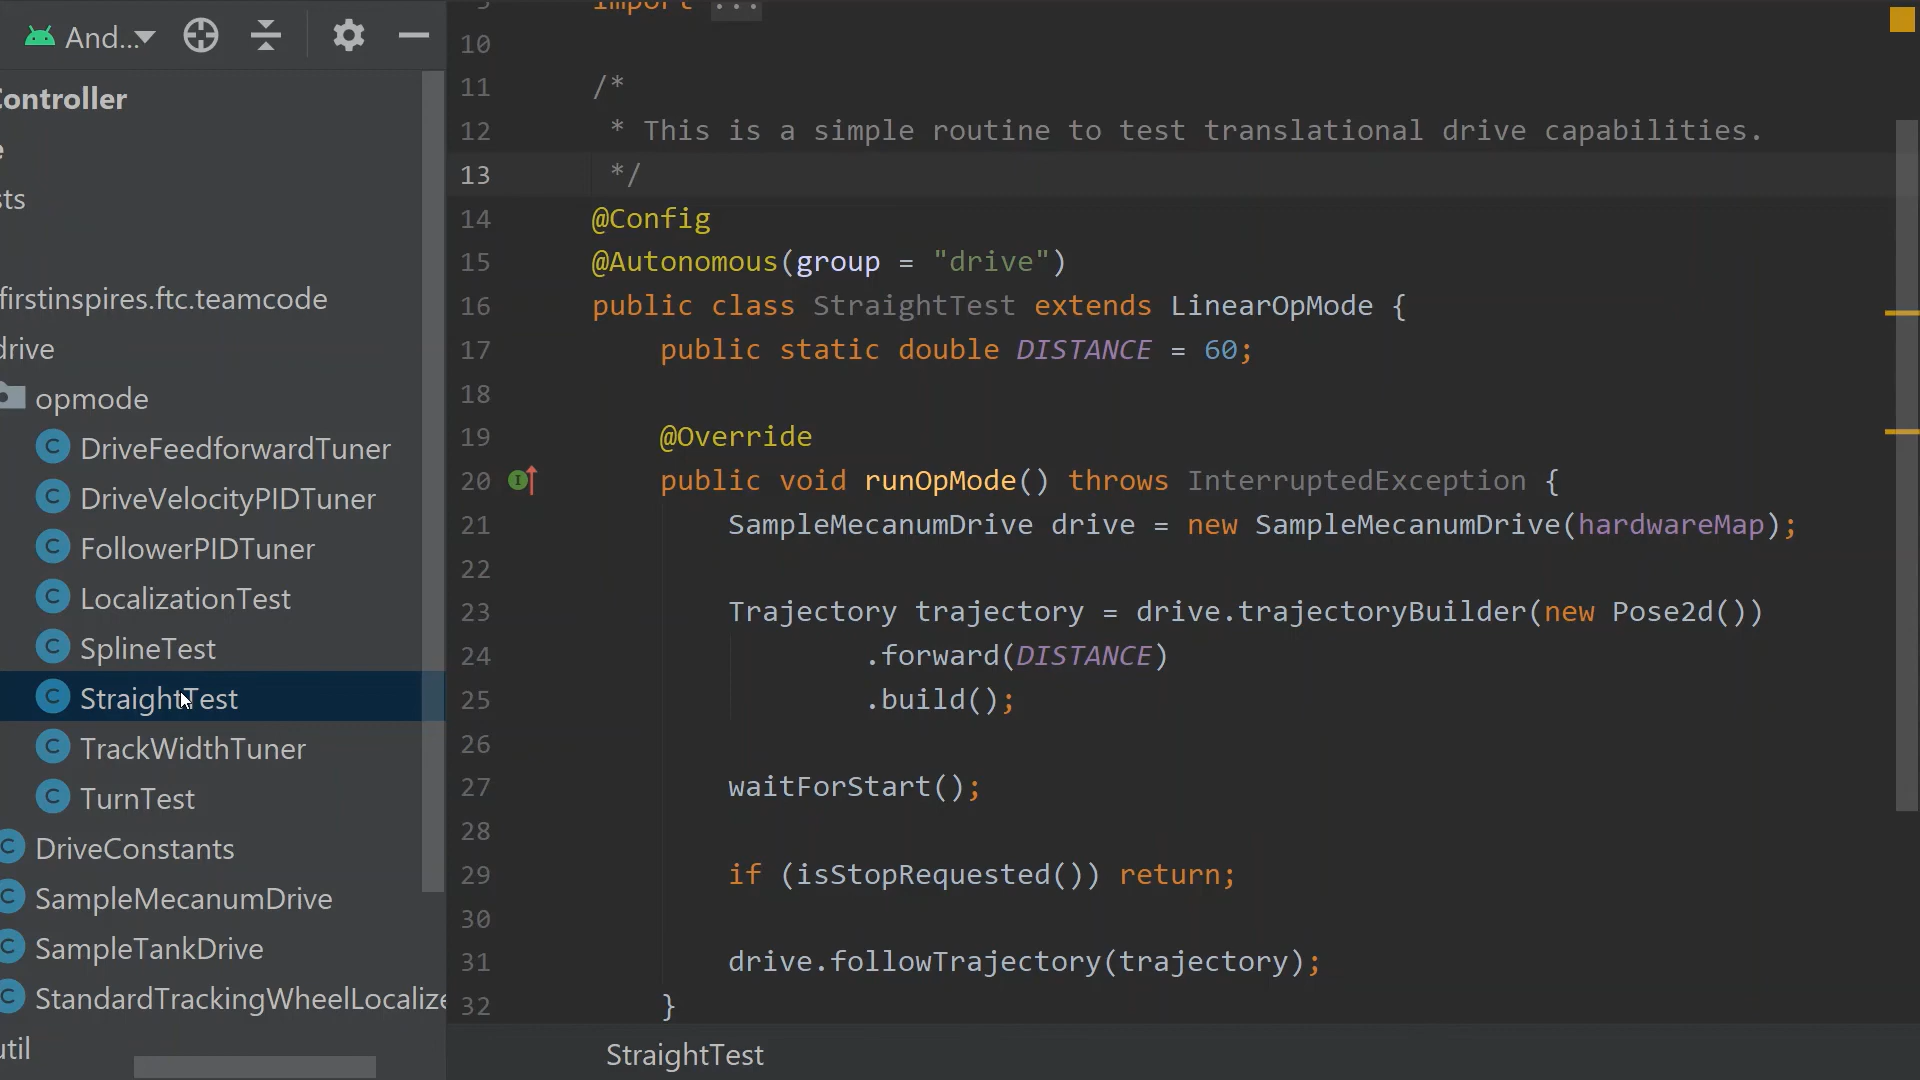 And...
Controller
e
sts
firstinspires.ftc.teamcode
drive
opmode
DriveFeedforwardTuner
DriveVelocityPIDTuner
FollowerPIDTuner
LocalizationTest
SplineTest
StraightTest
TrackWidthTuner
TurnTest
DriveConstants
SampleMecanumDrive
SampleTankDrive
StandardTrackingWheelLocalize
util
import ...
10
11 /*
12 * This is a simple routine to test translational drive capabilities.
13 */
14 @Config
15 @Autonomous(group = "drive")
16 public class StraightTest extends LinearOpMode {
17 public static double DISTANCE = 60;
18
19 @Override
20 public void runOpMode() throws InterruptedException {
21 SampleMecanumDrive drive = new SampleMecanumDrive(hardwareMap);
22
23 Trajectory trajectory = drive.trajectoryBuilder(new Pose2d())
24 .forward(DISTANCE)
25 .build();
26
27 waitForStart();
28
29 if (isStopRequested()) return;
30
31 drive.followTrajectory(trajectory);
32 }
StraightTest